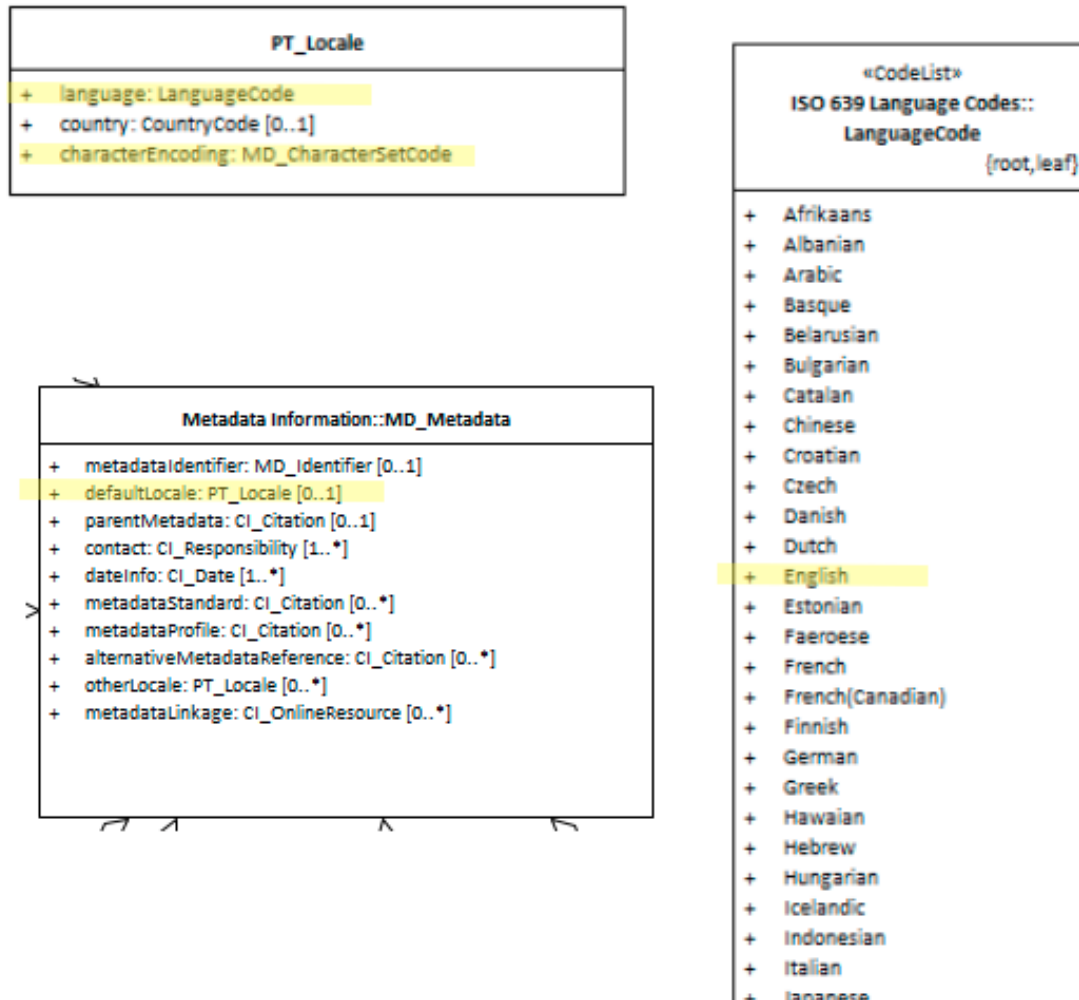 PT_Locale
+ language: LanguageCode
+ country: CountryCode [0..1]
+ characterEncoding: MD_CharacterSetCode
Metadata Information::MD_Metadata
+ metadataIdentifier: MD_Identifier [0..1]
+ defaultLocale: PT_Locale [0..1]
+ parentMetadata: CI_Citation [0..1]
+ contact: CI_Responsibility [1..*]
+ dateInfo: CI_Date [1..*]
+ metadataStandard: CI_Citation [0..*]
+ metadataProfile: CI_Citation [0..*]
+ alternativeMetadataReference: CI_Citation [0..*]
+ otherLocale: PT_Locale [0..*]
+ metadataLinkage: CI_OnlineResource [0..*]
«CodeList»
ISO 639 Language Codes::
LanguageCode
{root,leaf}
+ Afrikaans
+ Albanian
+ Arabic
+ Basque
+ Belarusian
+ Bulgarian
+ Catalan
+ Chinese
+ Croatian
+ Czech
+ Danish
+ Dutch
+ English
+ Estonian
+ Faeroese
+ French
+ French(Canadian)
+ Finnish
+ German
+ Greek
+ Hawaian
+ Hebrew
+ Hungarian
+ Icelandic
+ Indonesian
+ Italian
+ Japanese